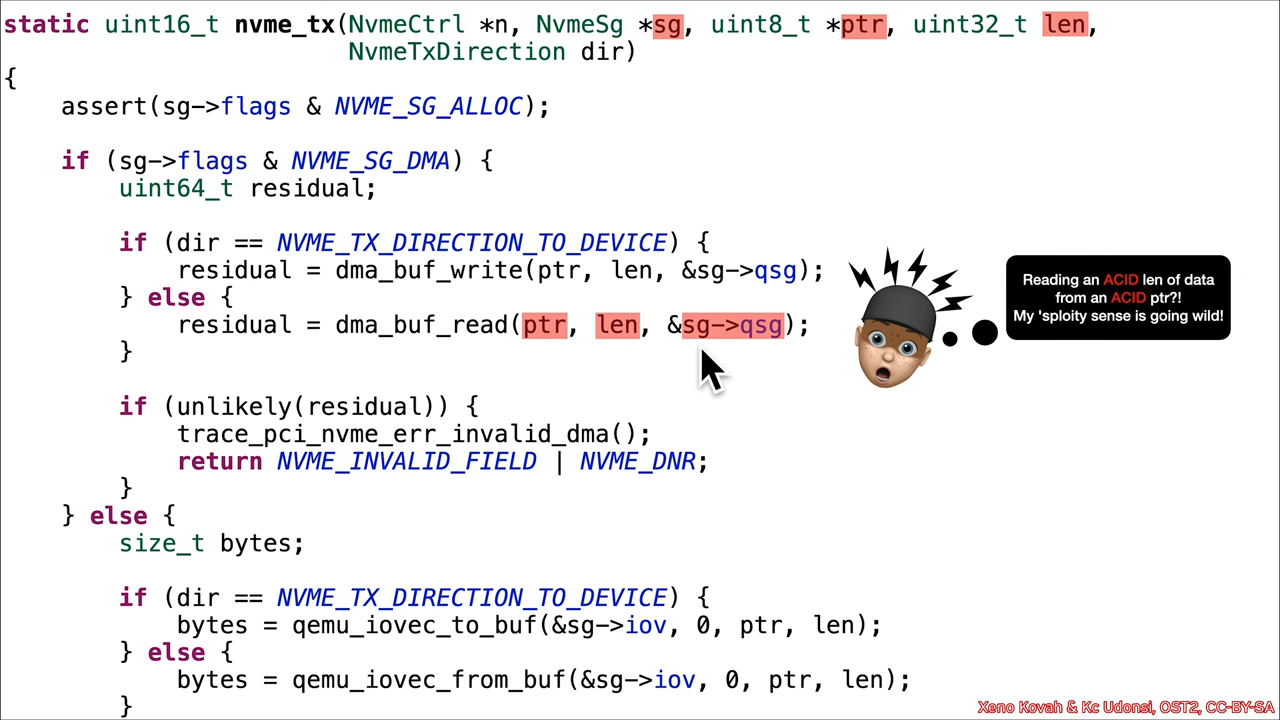 static uint16_t nvme_tx(NvmeCtrl *n, NvmeSg *sg, uint8_t *ptr, uint32_t len,
                        NvmeTxDirection dir)
{
    assert(sg->flags & NVME_SG_ALLOC);

    if (sg->flags & NVME_SG_DMA) {
        uint64_t residual;

        if (dir == NVME_TX_DIRECTION_TO_DEVICE) {
            residual = dma_buf_write(ptr, len, &sg->qsg);
        } else {
            residual = dma_buf_read(ptr, len, &sg->qsg);
        }

        if (unlikely(residual)) {
            trace_pci_nvme_err_invalid_dma();
            return NVME_INVALID_FIELD | NVME_DNR;
        }
    } else {
        size_t bytes;

        if (dir == NVME_TX_DIRECTION_TO_DEVICE) {
            bytes = qemu_iovec_to_buf(&sg->iov, 0, ptr, len);
        } else {
            bytes = qemu_iovec_from_buf(&sg->iov, 0, ptr, len);
        }
Reading an ACID len of data
from an ACID ptr?!
My 'sploity sense is going wild!
Xeno Kovah & Kc Udonsi, OST2, CC-BY-SA